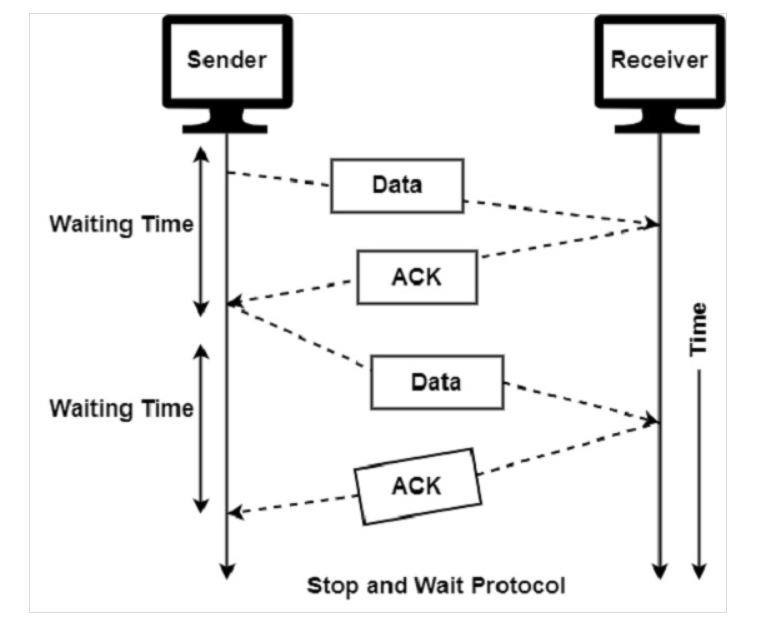 Sender
Receiver
Data
Waiting Time
ACK
Time
Data
Waiting Time
ACK
Stop and Wait Protocol